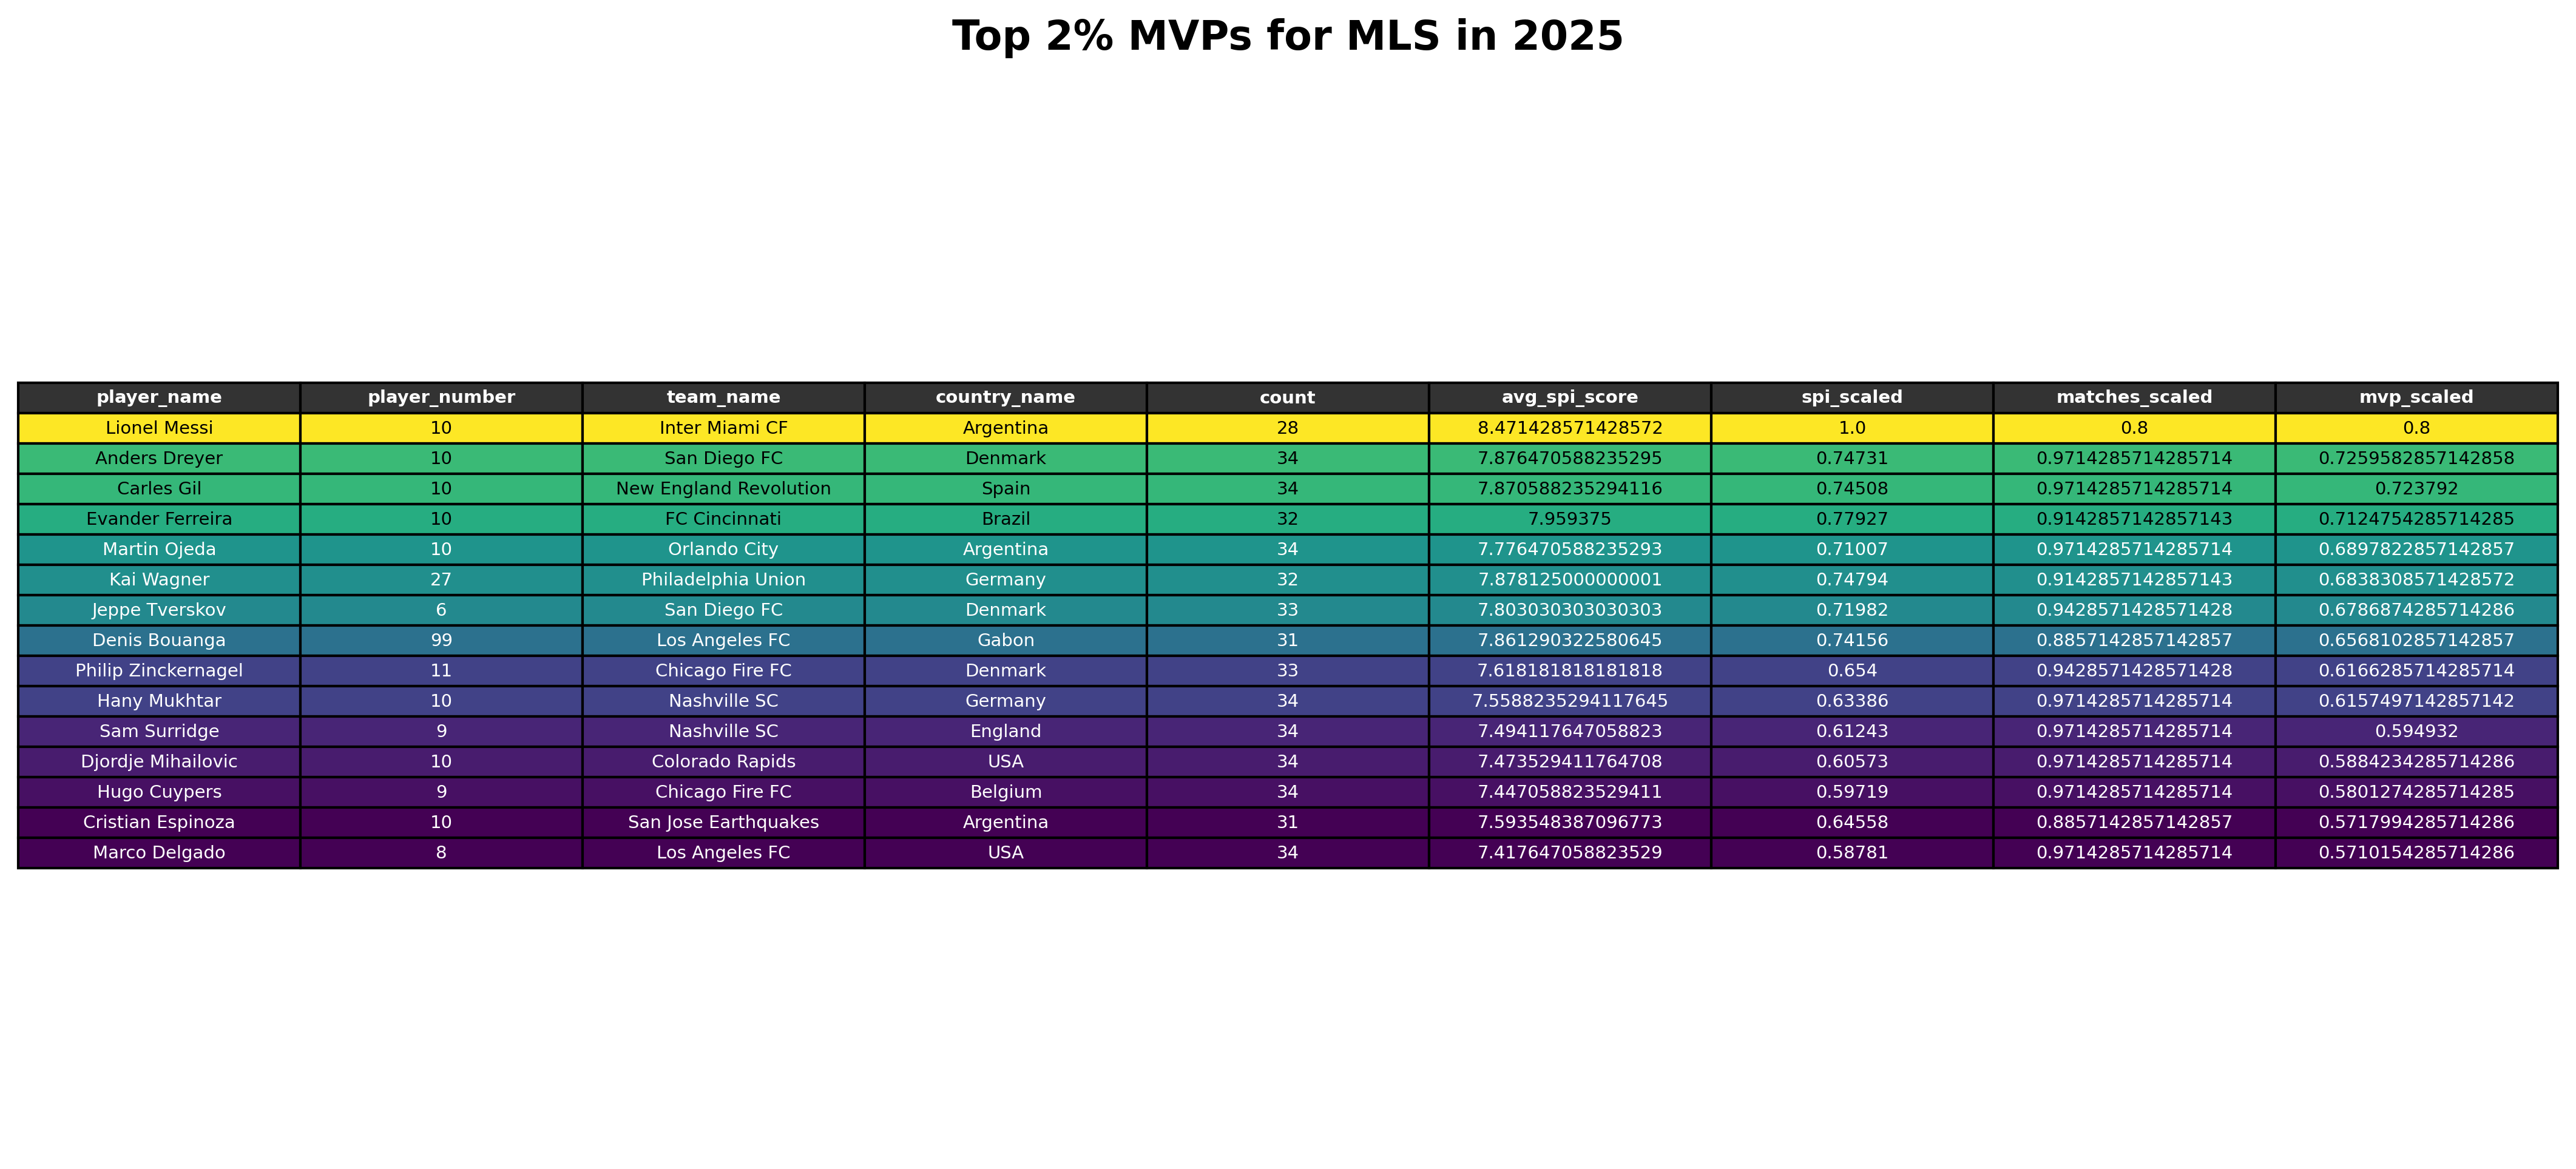 Top 2% MVPs for MLS in 2025
player_name player_number team_name country_name count avg_spi_score spi_scaled matches_scaled mvp_scaled
Lionel Messi 10 Inter Miami CF Argentina 28 8.471428571428572 1.0 0.8 0.8
Anders Dreyer 10 San Diego FC Denmark 34 7.876470588235295 0.74731 0.9714285714285714 0.7259582857142858
Carles Gil 10 New England Revolution Spain 34 7.870588235294116 0.74508 0.9714285714285714 0.723792
Evander Ferreira 10 FC Cincinnati Brazil 32 7.959375 0.77927 0.9142857142857143 0.7124754285714285
Martin Ojeda 10 Orlando City Argentina 34 7.776470588235293 0.71007 0.9714285714285714 0.6897822857142857
Kai Wagner 27 Philadelphia Union Germany 32 7.878125000000001 0.74794 0.9142857142857143 0.6838308571428572
Jeppe Tverskov 6 San Diego FC Denmark 33 7.803030303030303 0.71982 0.9428571428571428 0.6786874285714286
Denis Bouanga 99 Los Angeles FC Gabon 31 7.861290322580645 0.74156 0.8857142857142857 0.6568102857142857
Philip Zinckernagel 11 Chicago Fire FC Denmark 33 7.618181818181818 0.654 0.9428571428571428 0.6166285714285714
Hany Mukhtar 10 Nashville SC Germany 34 7.5588235294117645 0.63386 0.9714285714285714 0.6157497142857142
Sam Surridge 9 Nashville SC England 34 7.494117647058823 0.61243 0.9714285714285714 0.594932
Djordje Mihailovic 10 Colorado Rapids USA 34 7.473529411764708 0.60573 0.9714285714285714 0.5884234285714286
Hugo Cuypers 9 Chicago Fire FC Belgium 34 7.447058823529411 0.59719 0.9714285714285714 0.5801274285714285
Cristian Espinoza 10 San Jose Earthquakes Argentina 31 7.593548387096773 0.64558 0.8857142857142857 0.5717994285714286
Marco Delgado 8 Los Angeles FC USA 34 7.417647058823529 0.58781 0.9714285714285714 0.5710154285714286